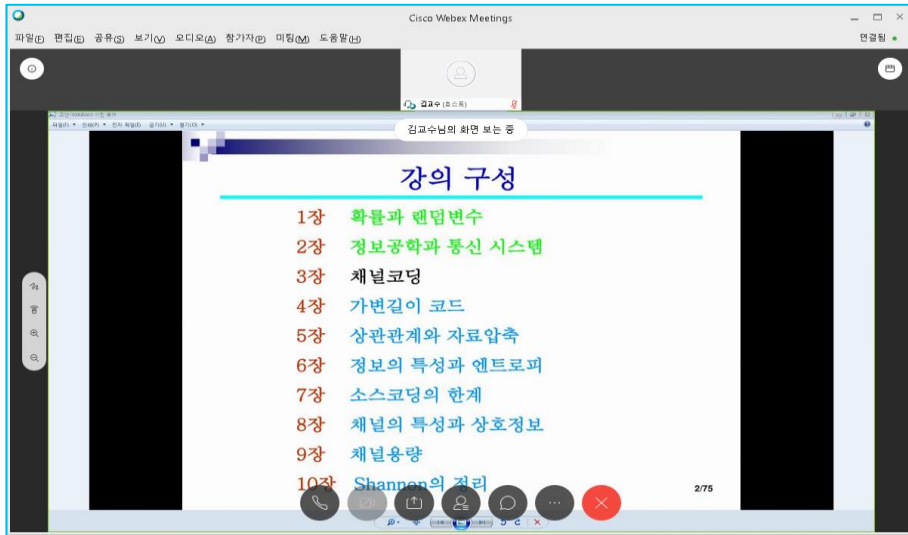 Cisco Webex Meetings
파일(F) 편집(E) 공유(S) 보기(V) 오디오(A) 참가자(P) 미팅(M) 도움말(H)
연결됨
김교수 (호스트)
김교수님의 화면 보는 중
강의 구성
1장 확률과 랜덤변수
2장 정보공학과 통신 시스템
3장 채널코딩
4장 가변길이 코드
5장 상관관계와 자료압축
6장 정보의 특성과 엔트로피
7장 소스코딩의 한계
8장 채널의 특성과 상호정보
9장 채널용량
10장 Shannon의 정리
2/75